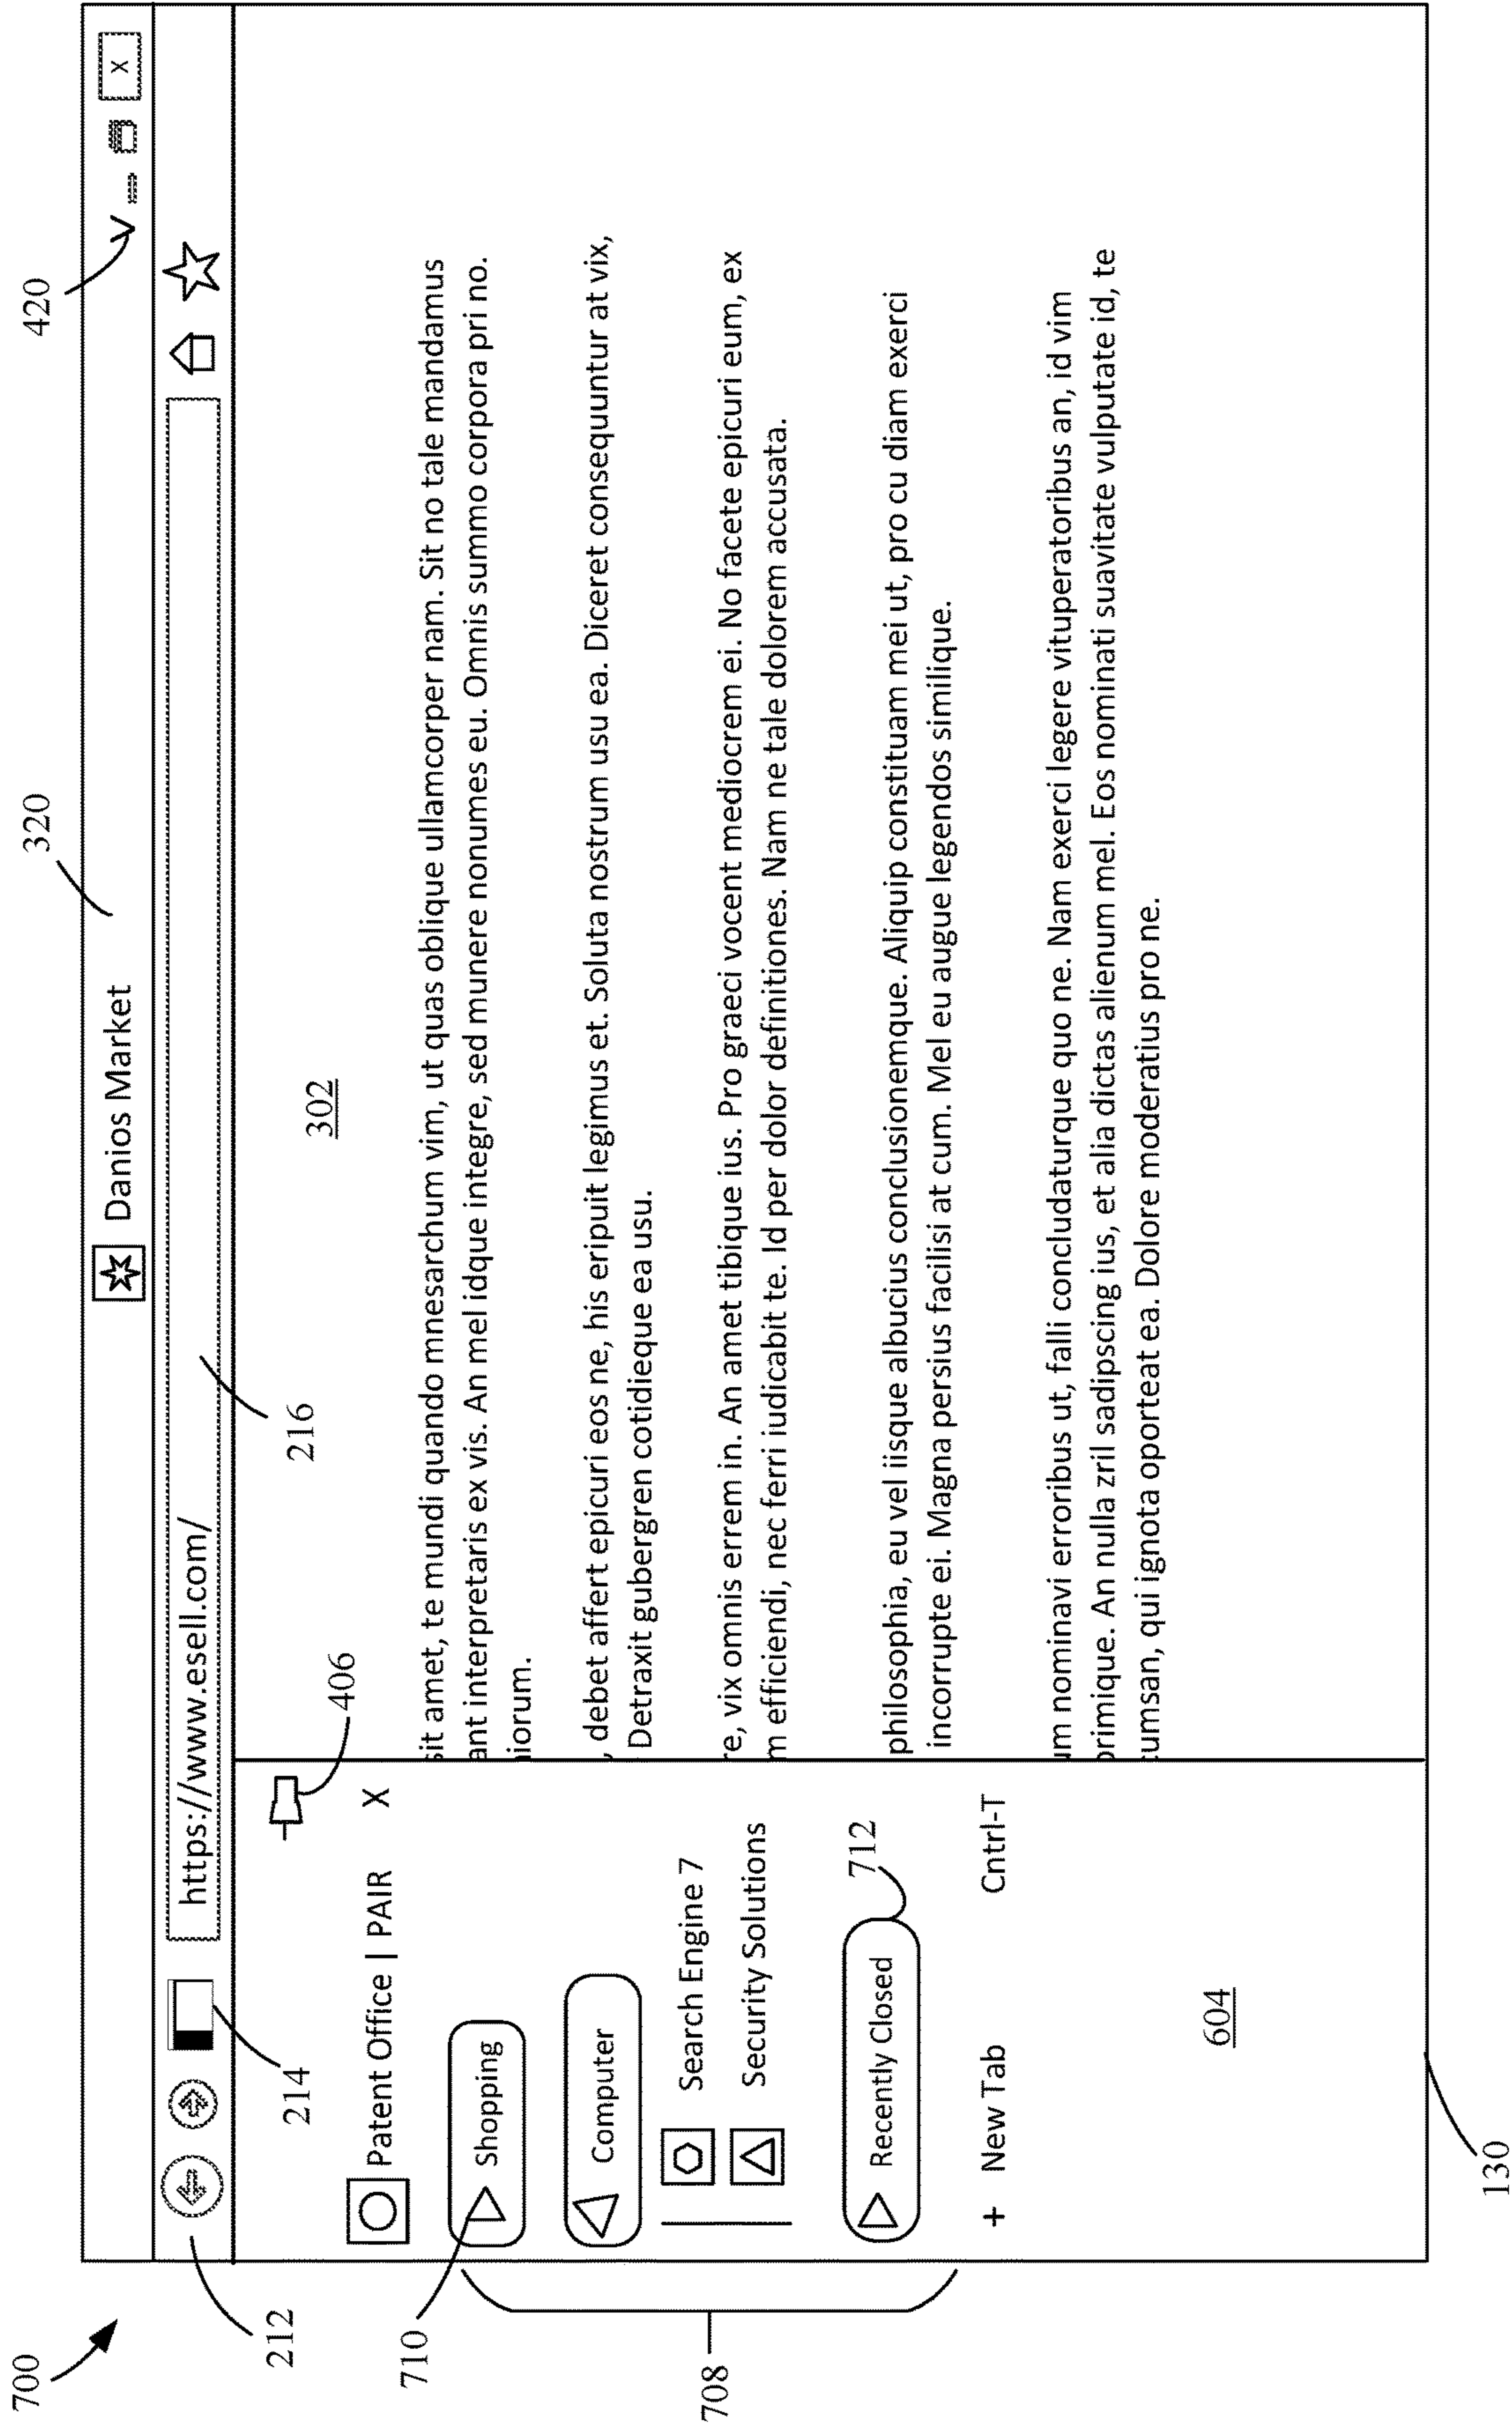 700
320
420
Danios Market
X
212
https://www.esell.com/
214
216
406
302
Patent Office | PAIR X
710
Shopping
Computer
Search Engine 7
Security Solutions
708
Recently Closed
712
+ New Tab Cntrl-T
604
130
sit amet, te mundi quando mnesarchum vim, ut quas oblique ullamcorper nam. Sit no tale mandamus
ant interpretaris ex vis. An mel idque integre, sed munere nonumes eu. Omnis summo corpora pri no.
iorum.
, debet affert epicuri eos ne, his eripuit legimus et. Soluta nostrum usu ea. Diceret consequuntur at vix,
Detraxit gubergren cotidieque ea usu.
re, vix omnis errem in. An amet tibique ius. Pro graeci vocent mediocrem ei. No facete epicuri eum, ex
m efficiendi, nec ferri iudicabit te. Id per dolor definitiones. Nam ne tale dolorem accusata.
philosophia, eu vel iisque albucius conclusionemque. Aliquip constituam mei ut, pro cu diam exerci
incorrupte ei. Magna persius facilisi at cum. Mel eu augue legendos similique.
um nominavi erroribus ut, falli concludaturque quo ne. Nam exerci legere vituperatoribus an, id vim
primique. An nulla zril sadipscing ius, et alia dictas alienum mel. Eos nominati suavitate vulputate id, te
cumsan, qui ignota oporteat ea. Dolore moderatius pro ne.